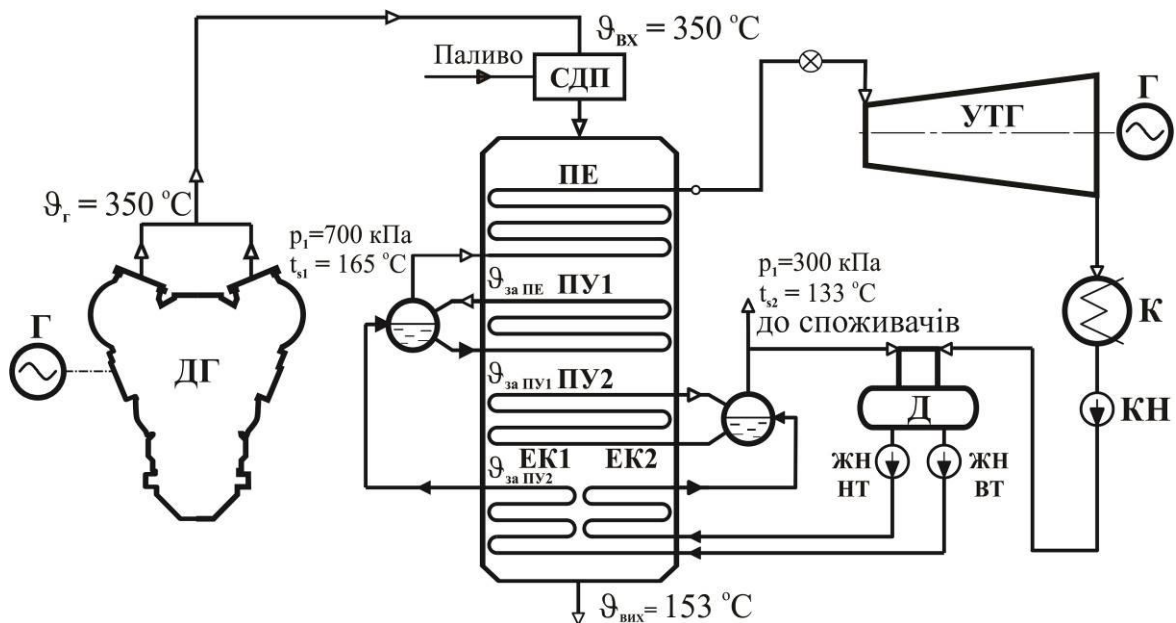 ϑвх = 350 °C
Паливо
СДП
Г
УТГ
ПЕ
ϑг = 350 °C
p₁=700 кПа
tₛ₁ = 165 °C
p₁=300 кПа
tₛ₂ = 133 °C
до споживачів
ϑза ПЕ
ПУ1
К
Г
ДГ
ϑза ПУ1
ПУ2
Д
КН
ЕК1
ЕК2
ϑза ПУ2
ЖН
НТ
ЖН
ВТ
ϑвих= 153 °C